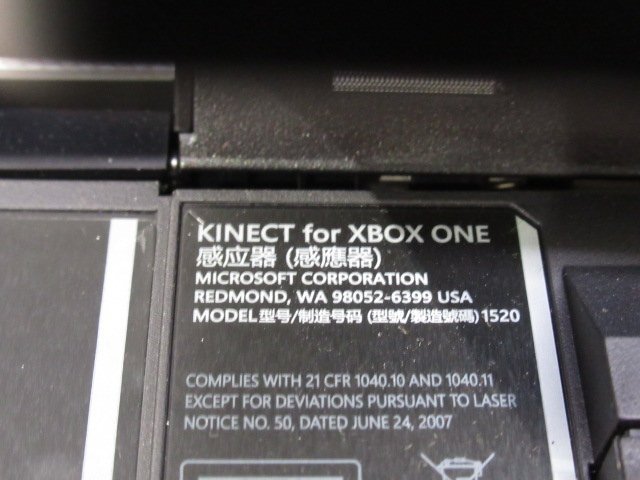 KINECT for XBOX ONE
感应器 (感應器)
MICROSOFT CORPORATION
REDMOND, WA 98052-6399 USA
MODEL型号/制造号码 (型號/製造號碼) 1520
COMPLIES WITH 21 CFR 1040.10 AND 1040.11
EXCEPT FOR DEVIATIONS PURSUANT TO LASER
NOTICE NO. 50, DATED JUNE 24, 2007